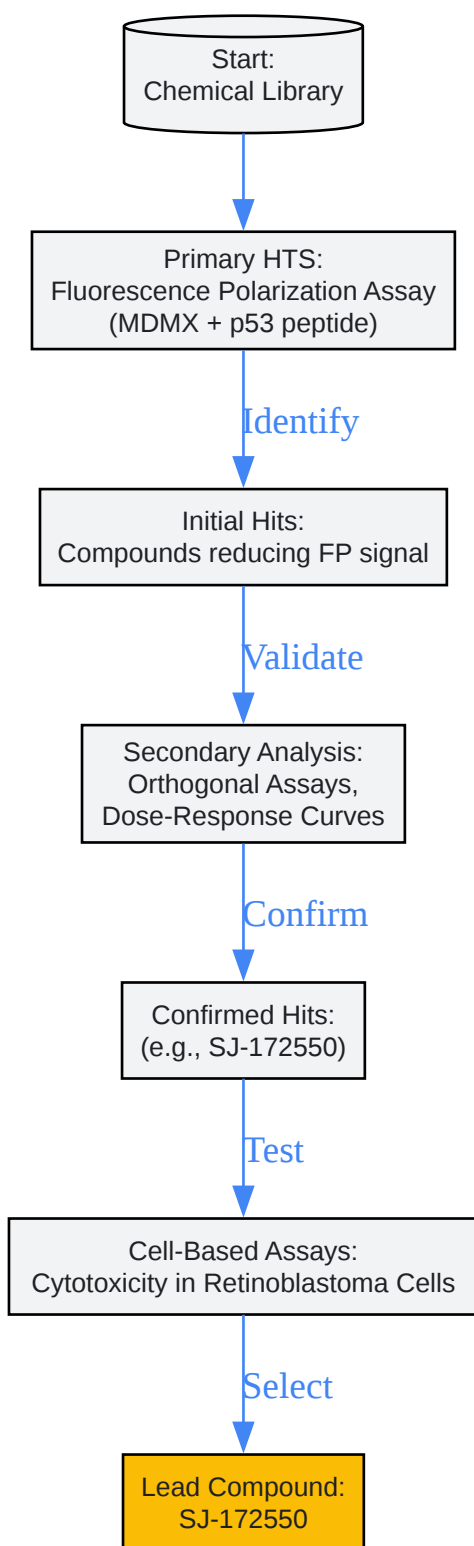 Start:
Chemical Library
Primary HTS:
Fluorescence Polarization Assay
(MDMX + p53 peptide)
Identify
Initial Hits:
Compounds reducing FP signal
Validate
Secondary Analysis:
Orthogonal Assays,
Dose-Response Curves
Confirm
Confirmed Hits:
(e.g., SJ-172550)
Test
Cell-Based Assays:
Cytotoxicity in Retinoblastoma Cells
Select
Lead Compound:
SJ-172550